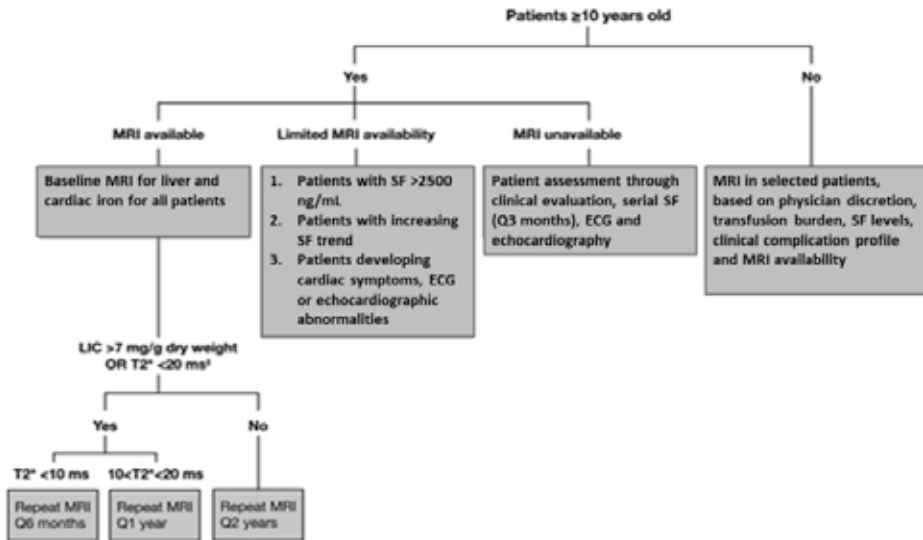 Patients ≥10 years old
Yes
No
MRI available
Limited MRI availability
MRI unavailable
Baseline MRI for liver and
cardiac iron for all patients
1. Patients with SF >2500
ng/mL
2. Patients with increasing
SF trend
3. Patients developing
cardiac symptoms, ECG
or echocardiographic
abnormalities
Patient assessment through
clinical evaluation, serial SF
(Q3 months), ECG and
echocardiography
MRI in selected patients,
based on physician discretion,
transfusion burden, SF levels,
clinical complication profile
and MRI availability
LIC >7 mg/g dry weight
OR T2* <20 ms²
Yes
No
T2* <10 ms
10<T2*<20 ms
Repeat MRI
Q6 months
Repeat MRI
Q1 year
Repeat MRI
Q2 years